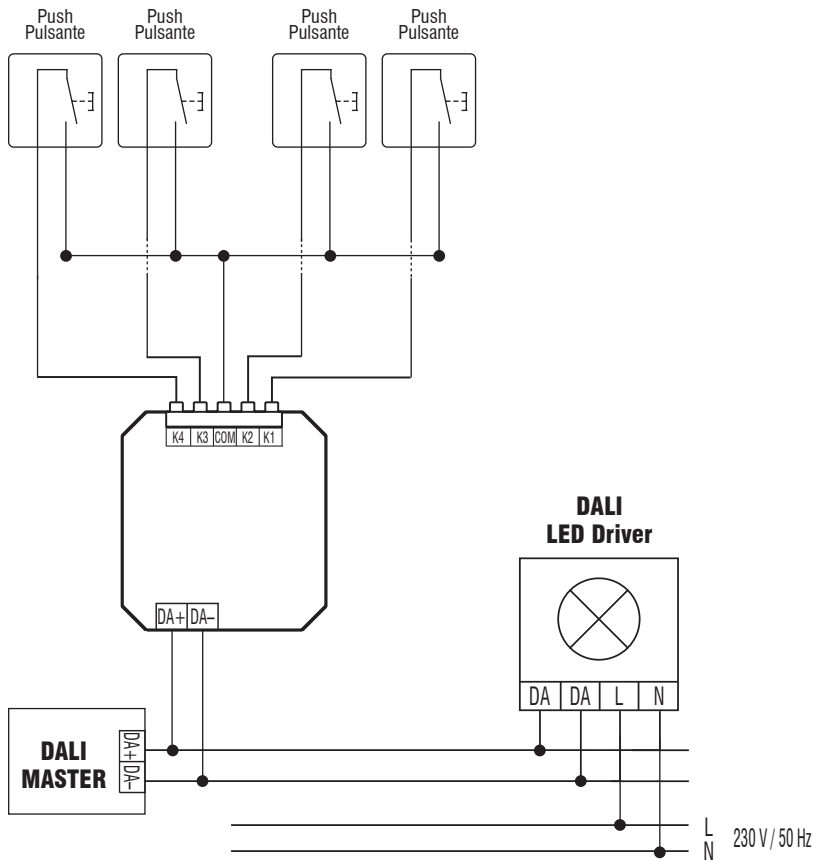 Push
Pulsante
Push
Pulsante
Push
Pulsante
Push
Pulsante
K4 K3 COM K2 K1
DA+ DA–
DALI
LED Driver
DA DA L N
DALI
MASTER
DA+
DA–
L
N
230 V / 50 Hz